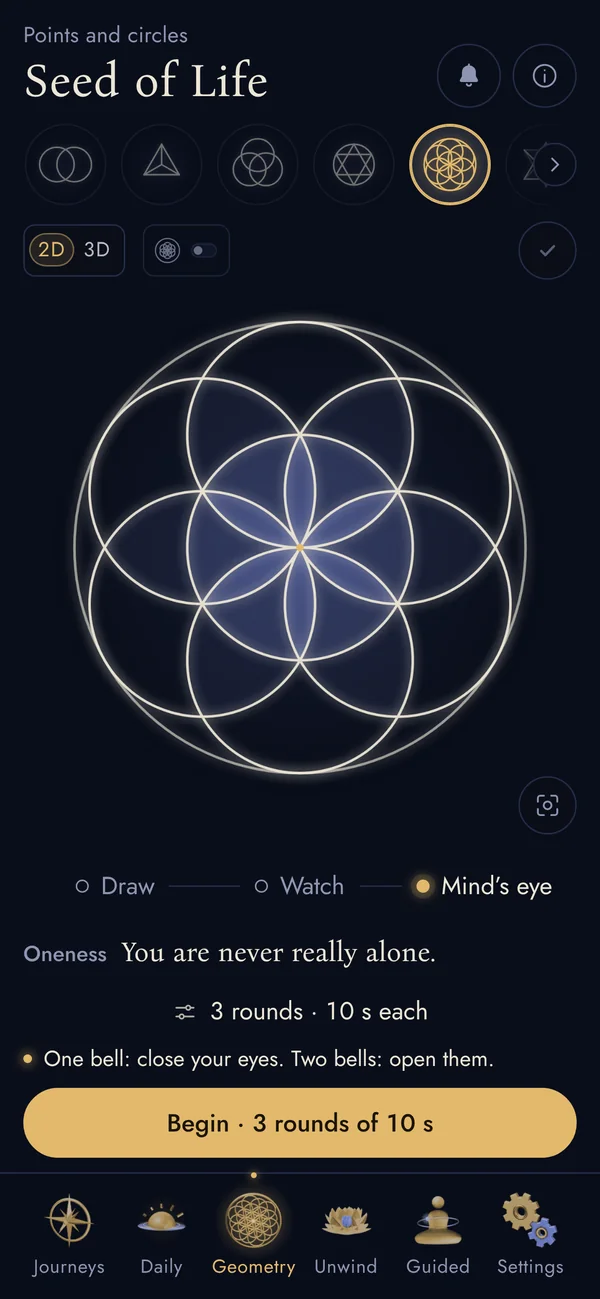 Points and circles
Seed of Life
2D 3D
Draw Watch Mind's eye
Oneness You are never really alone.
3 rounds · 10 s each
One bell: close your eyes. Two bells: open them.
Begin · 3 rounds of 10 s
Journeys Daily Geometry Unwind Guided Settings